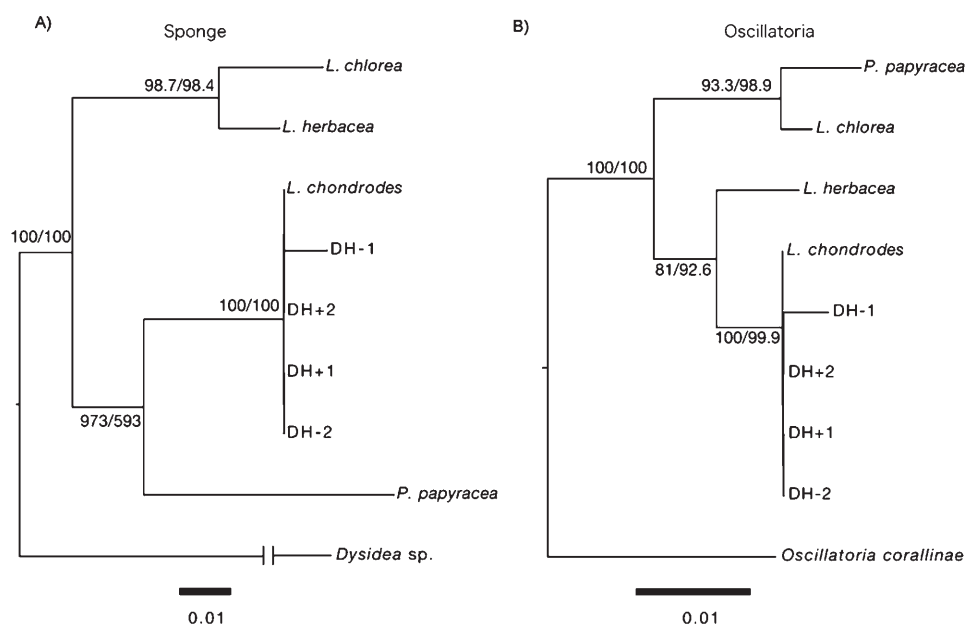 A)
Sponge
L. chlorea
98.7/98.4
L. herbacea
L. chondrodes
DH-1
100/100
100/100
DH+2
DH+1
973/593
DH-2
P. papyracea
Dysidea sp.
0.01
B)
Oscillatoria
P. papyracea
93.3/98.9
L. chlorea
100/100
L. herbacea
L. chondrodes
81/92.6
DH-1
100/99.9
DH+2
DH+1
DH-2
Oscillatoria corallinae
0.01